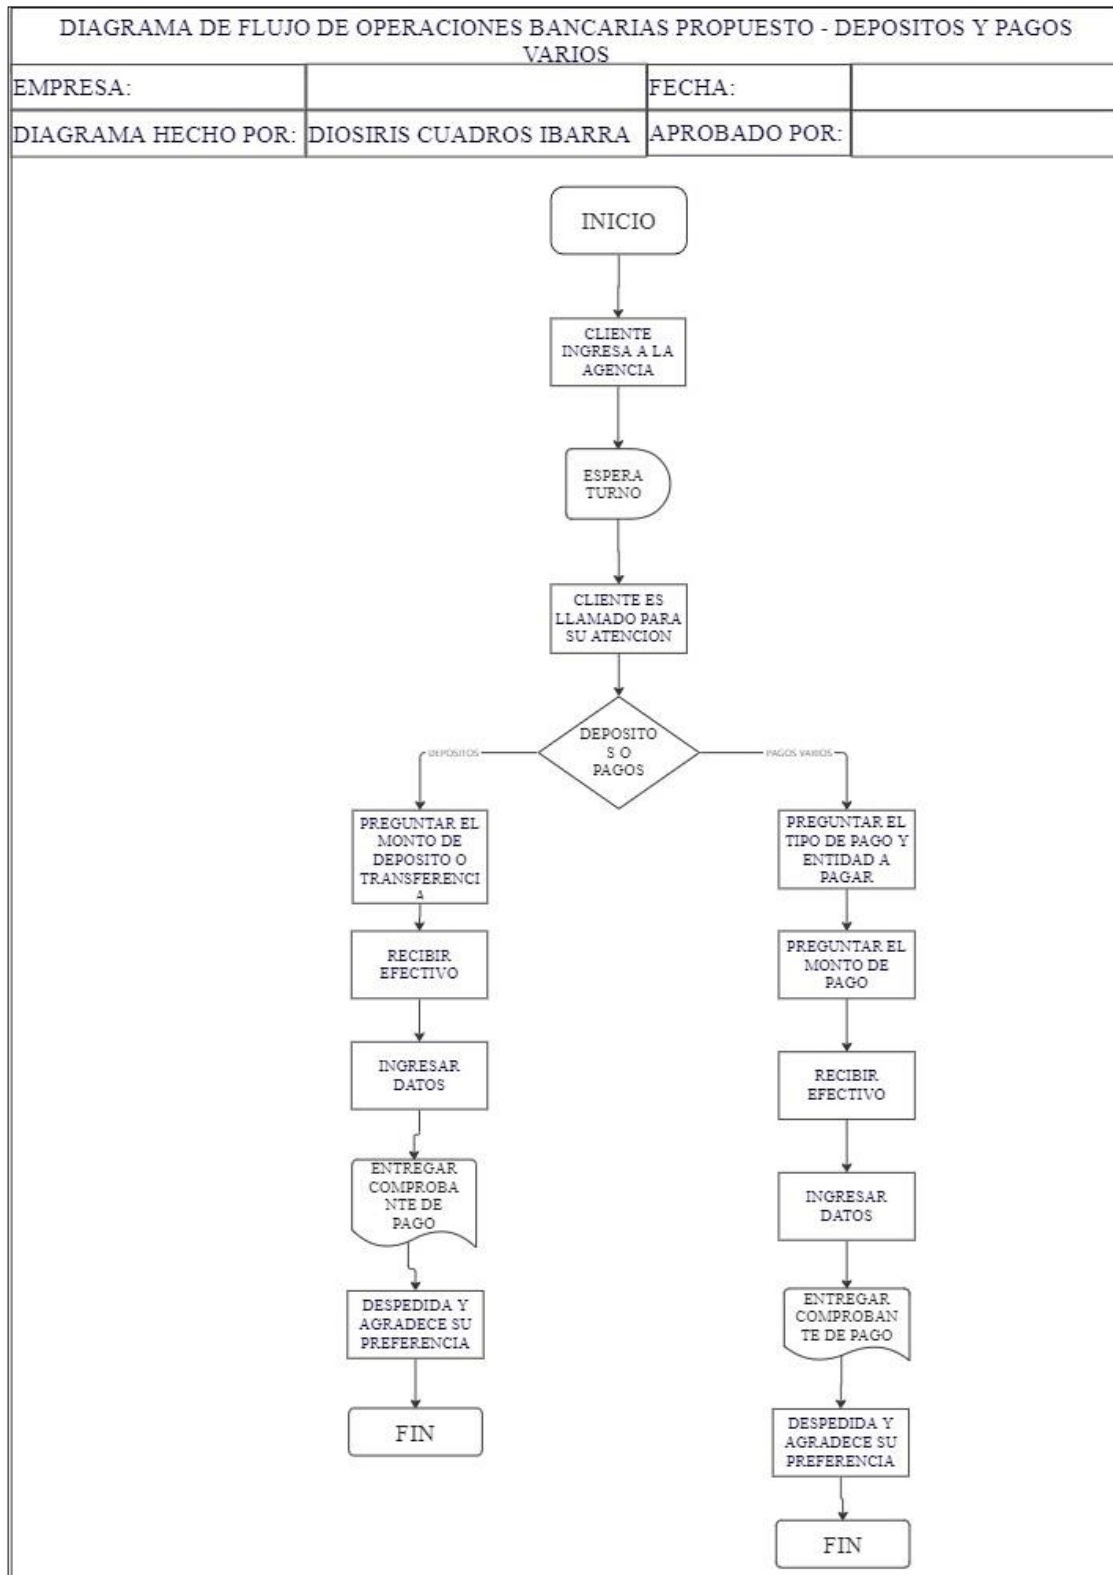 DIAGRAMA DE FLUJO DE OPERACIONES BANCARIAS PROPUESTO - DEPOSITOS Y PAGOS
VARIOS
EMPRESA:
FECHA:
DIAGRAMA HECHO POR:
DIOSIRIS CUADROS IBARRA
APROBADO POR:
INICIO
CLIENTE
INGRESA A LA
AGENCIA
ESPERA
TURNO
CLIENTE ES
LLAMADO PARA
SU ATENCION
DEPOSITO
S O
PAGOS
DEPOSITOS
PREGUNTAR EL
MONTO DE
DEPOSITO O
TRANSFERENCI
A
RECIBIR
EFECTIVO
INGRESAR
DATOS
ENTREGAR
COMPROBA
NTE DE
PAGO
DESPEDIDA Y
AGRADECE SU
PREFERENCIA
FIN
PAGOS VARIOS
PREGUNTAR EL
TIPO DE PAGO Y
ENTIDAD A
PAGAR
PREGUNTAR EL
MONTO DE
PAGO
RECIBIR
EFECTIVO
INGRESAR
DATOS
ENTREGAR
COMPROBAN
TE DE PAGO
DESPEDIDA Y
AGRADECE SU
PREFERENCIA
FIN